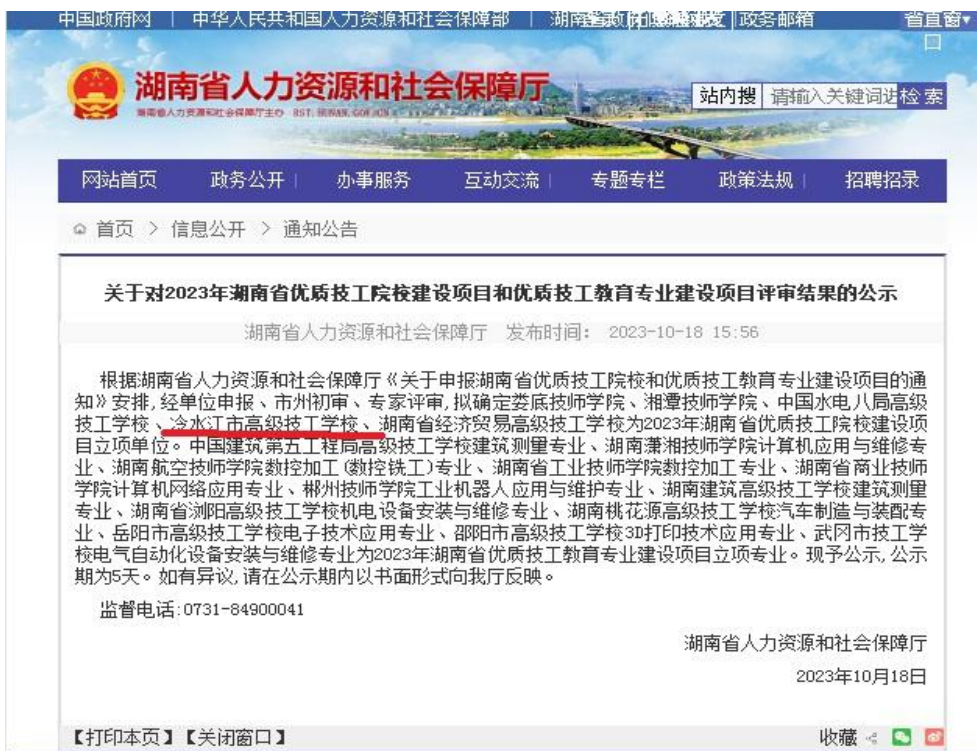 中国政府网 | 中华人民共和国人力资源和社会保障部 | 湖南省政府门户网站 | 政务邮箱 省直
湖南省人力资源和社会保障厅
湖南省人力资源和社会保障厅主办 RST.HUNAN.GOV.CN
站内搜 请输入关键词进 检索
网站首页 政务公开 | 办事服务 互动交流 | 专题专栏 政策法规 | 招聘招录
首页 > 信息公开 > 通知公告
关于对2023年湖南省优质技工院校建设项目和优质技工教育专业建设项目评审结果的公示
湖南省人力资源和社会保障厅 发布时间: 2023-10-18 15:56
根据湖南省人力资源和社会保障厅《关于申报湖南省优质技工院校和优质技工教育专业建设项目的通
知》安排,经单位申报、市州初审、专家评审,拟确定娄底技师学院、湘潭技师学院、中国水电八局高级
技工学校、冷水江市高级技工学校、湖南省经济贸易高级技工学校为2023年湖南省优质技工院校建设项
目立项单位。中国建筑第五工程局高级技工学校建筑测量专业、湖南潇湘技师学院计算机应用与维修专
业、湖南航空技师学院数控加工(数控铣工)专业、湖南省工业技师学院数控加工专业、湖南省商业技师
学院计算机网络应用专业、郴州技师学院工业机器人应用与维护专业、湖南建筑高级技工学校建筑测量
专业、湖南省浏阳高级技工学校机电设备安装与维修专业、湖南桃花源高级技工学校汽车制造与装配专
业、岳阳市高级技工学校电子技术应用专业、邵阳市高级技工学校3D打印技术应用专业、武冈市技工学
校电气自动化设备安装与维修专业为2023年湖南省优质技工教育专业建设项目立项专业。现予公示,公示
期为5天。如有异议,请在公示期内以书面形式向我厅反映。
监督电话:0731-84900041
湖南省人力资源和社会保障厅
2023年10月18日
【打印本页】【关闭窗口】 收藏